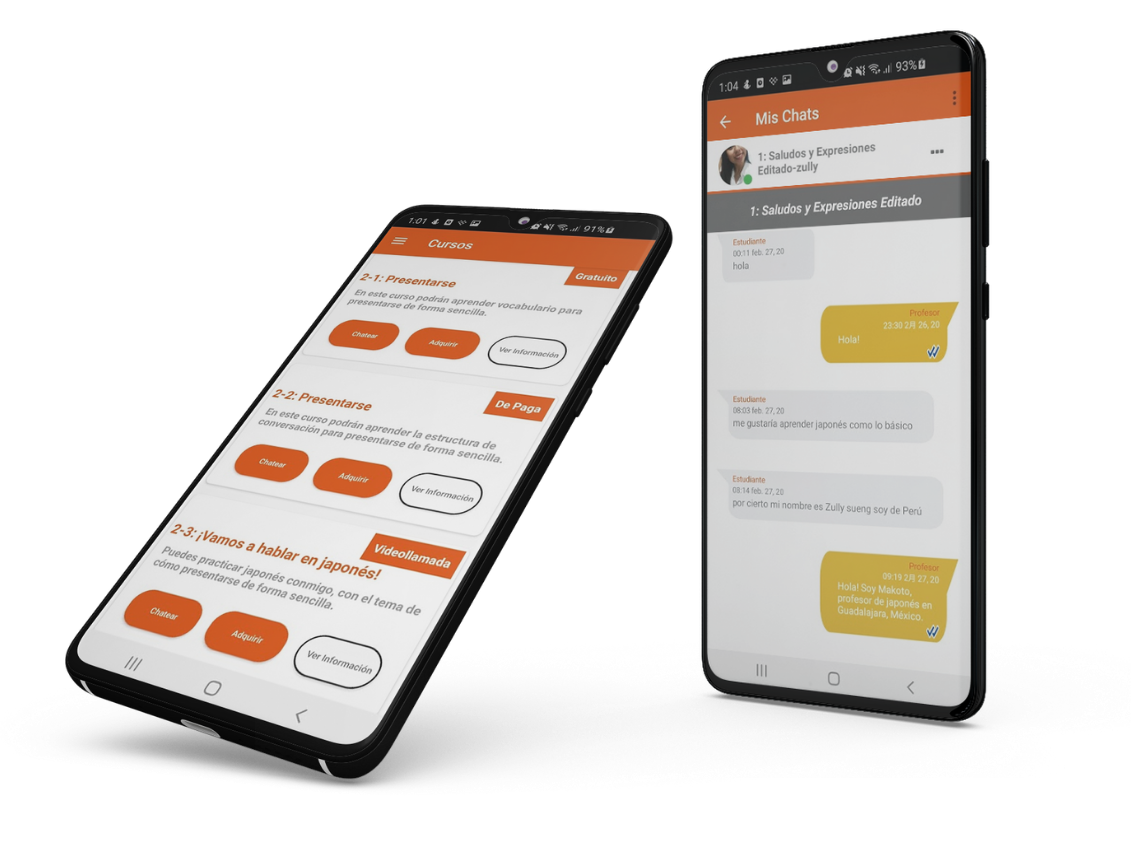 1:01
91%
Cursos
Gratuito
2-1: Presentarse
En este curso podrán aprender vocabulario para
presentarse de forma sencilla.
Chatear
Adquirir
Ver Información
De Paga
2-2: Presentarse
En este curso podrán aprender la estructura de
conversación para presentarse de forma sencilla.
Chatear
Adquirir
Ver Información
Videollamada
2-3: ¡Vamos a hablar en japonés!
Puedes practicar japonés conmigo, con el tema de
cómo presentarse de forma sencilla.
Chatear
Adquirir
Ver Información
1:04
93%
Mis Chats
1: Saludos y Expresiones
Editado-zully
1: Saludos y Expresiones Editado
Estudiante
00:11 feb. 27, 20
hola
Profesor
23:30 2月 26, 20
Hola!
Estudiante
08:03 feb. 27, 20
me gustaría aprender japonés como lo básico
Estudiante
08:14 feb. 27, 20
por cierto mi nombre es Zully sueng soy de Perú
Profesor
09:19 2月 27, 20
Hola! Soy Makoto,
profesor de japonés en
Guadalajara, México.